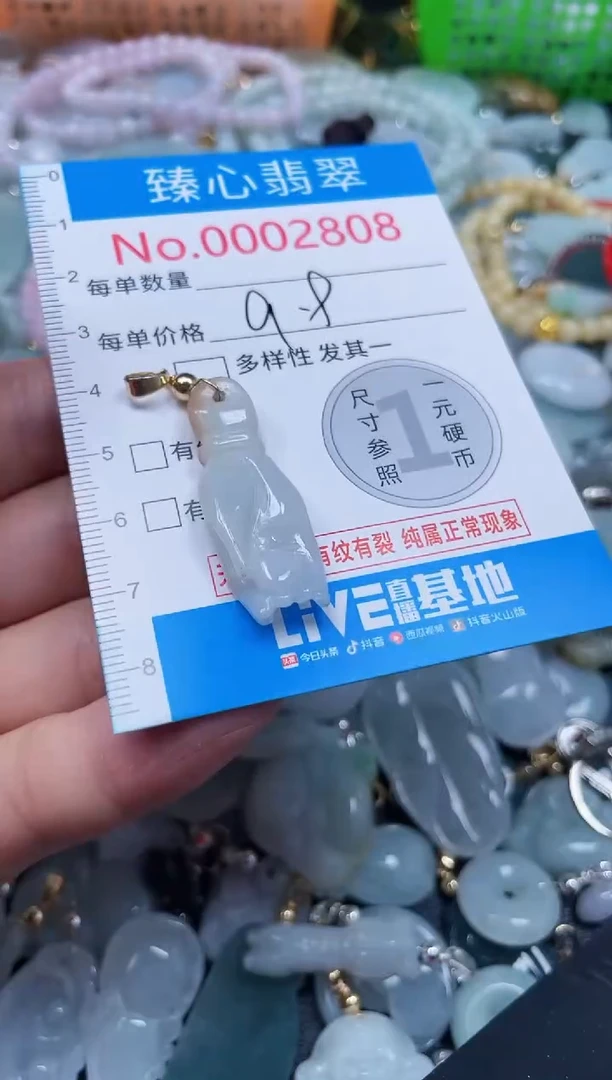 0
臻心翡翠
1
No.0002808
2
每单数量
3
每单价格 9.8
多样性 发其一
4
尺寸参照
1
一元硬币
5
有
6
有
有纹有裂 纯属正常现象
7
LIVE直播基地
8
头条 今日头条 抖音 西瓜视频 抖音火山版